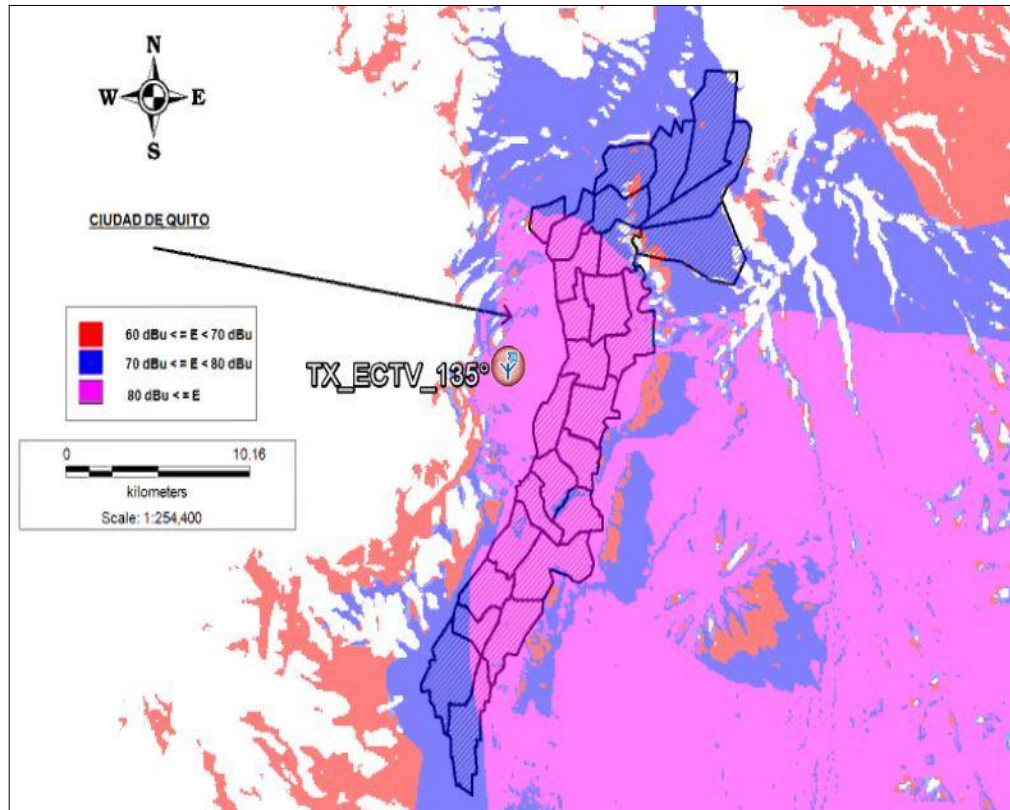 N
W E
S
CIUDAD DE QUITO
60 dBu < = E < 70 dBu
70 dBu < = E < 80 dBu
80 dBu < = E
TX_ECTV_135°
0 10.16
kilometers
Scale: 1:254,400